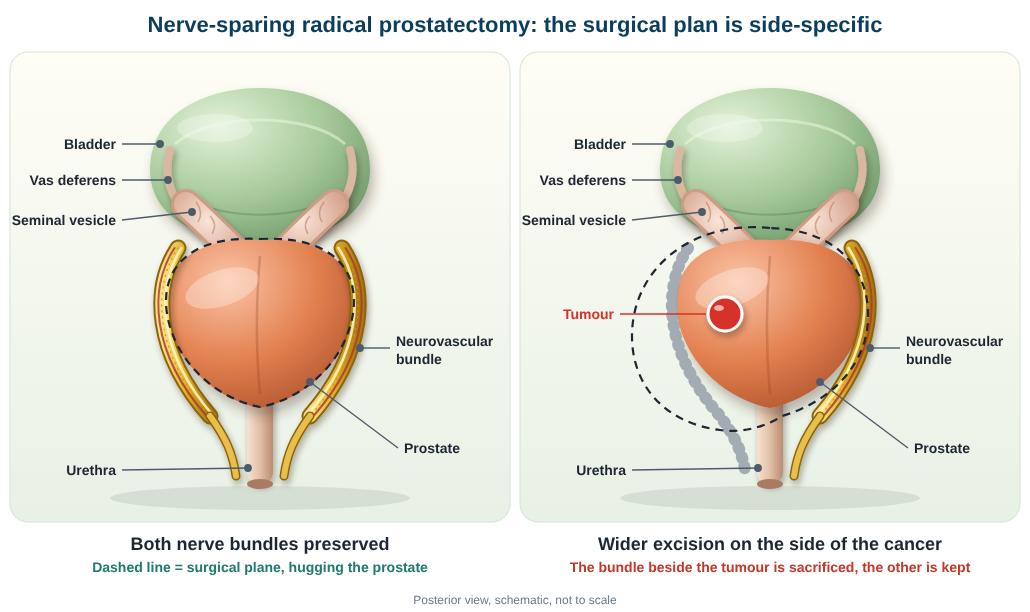 Nerve-sparing radical prostatectomy: the surgical plan is side-specific
Bladder
Vas deferens
Seminal vesicle
Neurovascular
bundle
Prostate
Urethra
Both nerve bundles preserved
Dashed line = surgical plane, hugging the prostate
Bladder
Vas deferens
Seminal vesicle
Tumour
Neurovascular
bundle
Prostate
Urethra
Wider excision on the side of the cancer
The bundle beside the tumour is sacrificed, the other is kept
Posterior view, schematic, not to scale